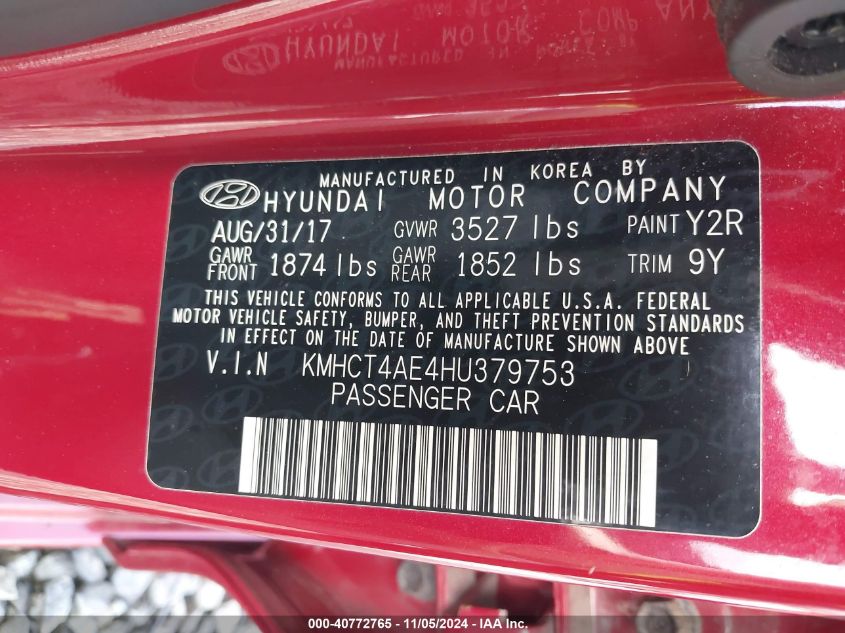 MANUFACTURED IN KOREA BY
HYUNDAI MOTOR COMPANY
AUG/31/17 GVWR 3527 lbs PAINT Y2R
GAWR FRONT 1874 lbs GAWR REAR 1852 lbs TRIM 9Y
THIS VEHICLE CONFORMS TO ALL APPLICABLE U.S.A. FEDERAL
MOTOR VEHICLE SAFETY, BUMPER, AND THEFT PREVENTION STANDARDS
IN EFFECT ON THE DATE OF MANUFACTURE SHOWN ABOVE
V.I.N KMHCT4AE4HU379753
PASSENGER CAR
000-40772765 - 11/05/2024 - IAA Inc.